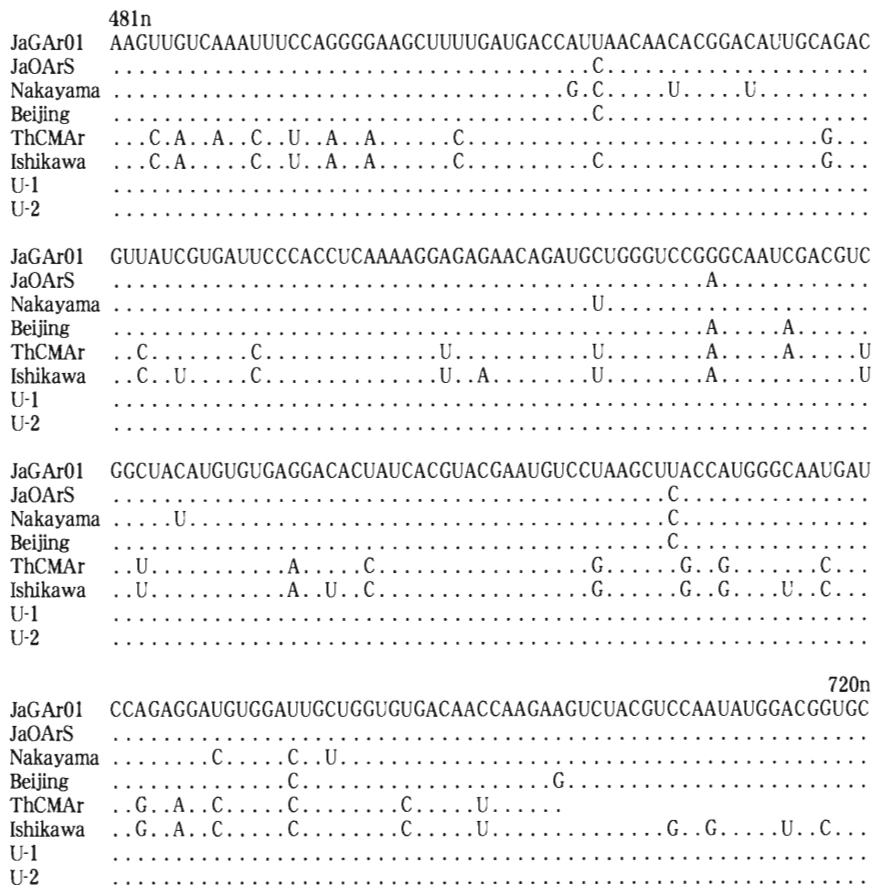 481n
JaGAr01 AAGUUGUCAAAUUUCCAGGGGAAGCUUUUGAUGACCAUUAACAACACGGACAUUGCAGAC
JaOArS ......................................C.....................
Nakayama ....................................G.C.....U.....U.........
Beijing ......................................C.....................
ThCMAr ...C.A..A..C..U..A..A......C............................G...
Ishikawa ...C.A.....C..U..A..A......C..........C.................G...
U-1 ............................................................
U-2 ............................................................
JaGAr01 GUUAUCGUGAUUCCCACCUCAAAAGGAGAGAACAGAUGCUGGGUCCGGGCAAUCGACGUC
JaOArS ...............................................A............
Nakayama ......................................U.....................
Beijing ...............................................A.....A......
ThCMAr ..C........C..............U...........U........A.....A.....U
Ishikawa ..C..U.....C..............U..A........U........A...........U
U-1 ............................................................
U-2 ............................................................
JaGAr01 GGCUACAUGUGUGAGGACACUAUCACGUACGAAUGUCCUAAGCUUACCAUGGGCAAUGAU
JaOArS ............................................C...............
Nakayama .....U......................................C...............
Beijing ............................................C...............
ThCMAr ..U...........A.....C.................G......G..G.......C...
Ishikawa ..U...........A..U..C.................G......G..G....U..C...
U-1 ............................................................
U-2 ............................................................
720n
JaGAr01 CCAGAGGAUGUGGAUUGCUGGUGUGACAACCAAGAAGUCUACGUCCAAUAUGGACGGUGC
JaOArS ............................................................
Nakayama ........C.....C..U..........................................
Beijing ..............C....................G........................
ThCMAr ..G..A..C.....C........C.....U......
Ishikawa ..G..A..C.....C........C.....U..............G..G.....U..C...
U-1 ............................................................
U-2 ............................................................